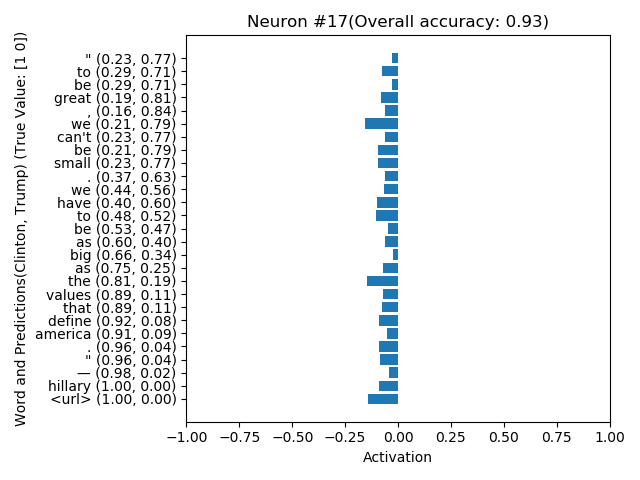 Neuron #17(Overall accuracy: 0.93)
Word and Predictions(Clinton, Trump) (True Value: [1 0])
" (0.23, 0.77)
to (0.29, 0.71)
be (0.29, 0.71)
great (0.19, 0.81)
, (0.16, 0.84)
we (0.21, 0.79)
can't (0.23, 0.77)
be (0.21, 0.79)
small (0.23, 0.77)
. (0.37, 0.63)
we (0.44, 0.56)
have (0.40, 0.60)
to (0.48, 0.52)
be (0.53, 0.47)
as (0.60, 0.40)
big (0.66, 0.34)
as (0.75, 0.25)
the (0.81, 0.19)
values (0.89, 0.11)
that (0.89, 0.11)
define (0.92, 0.08)
america (0.91, 0.09)
. (0.96, 0.04)
" (0.96, 0.04)
— (0.98, 0.02)
hillary (1.00, 0.00)
<url> (1.00, 0.00)
−1.00 −0.75 −0.50 −0.25 0.00 0.25 0.50 0.75 1.00
Activation